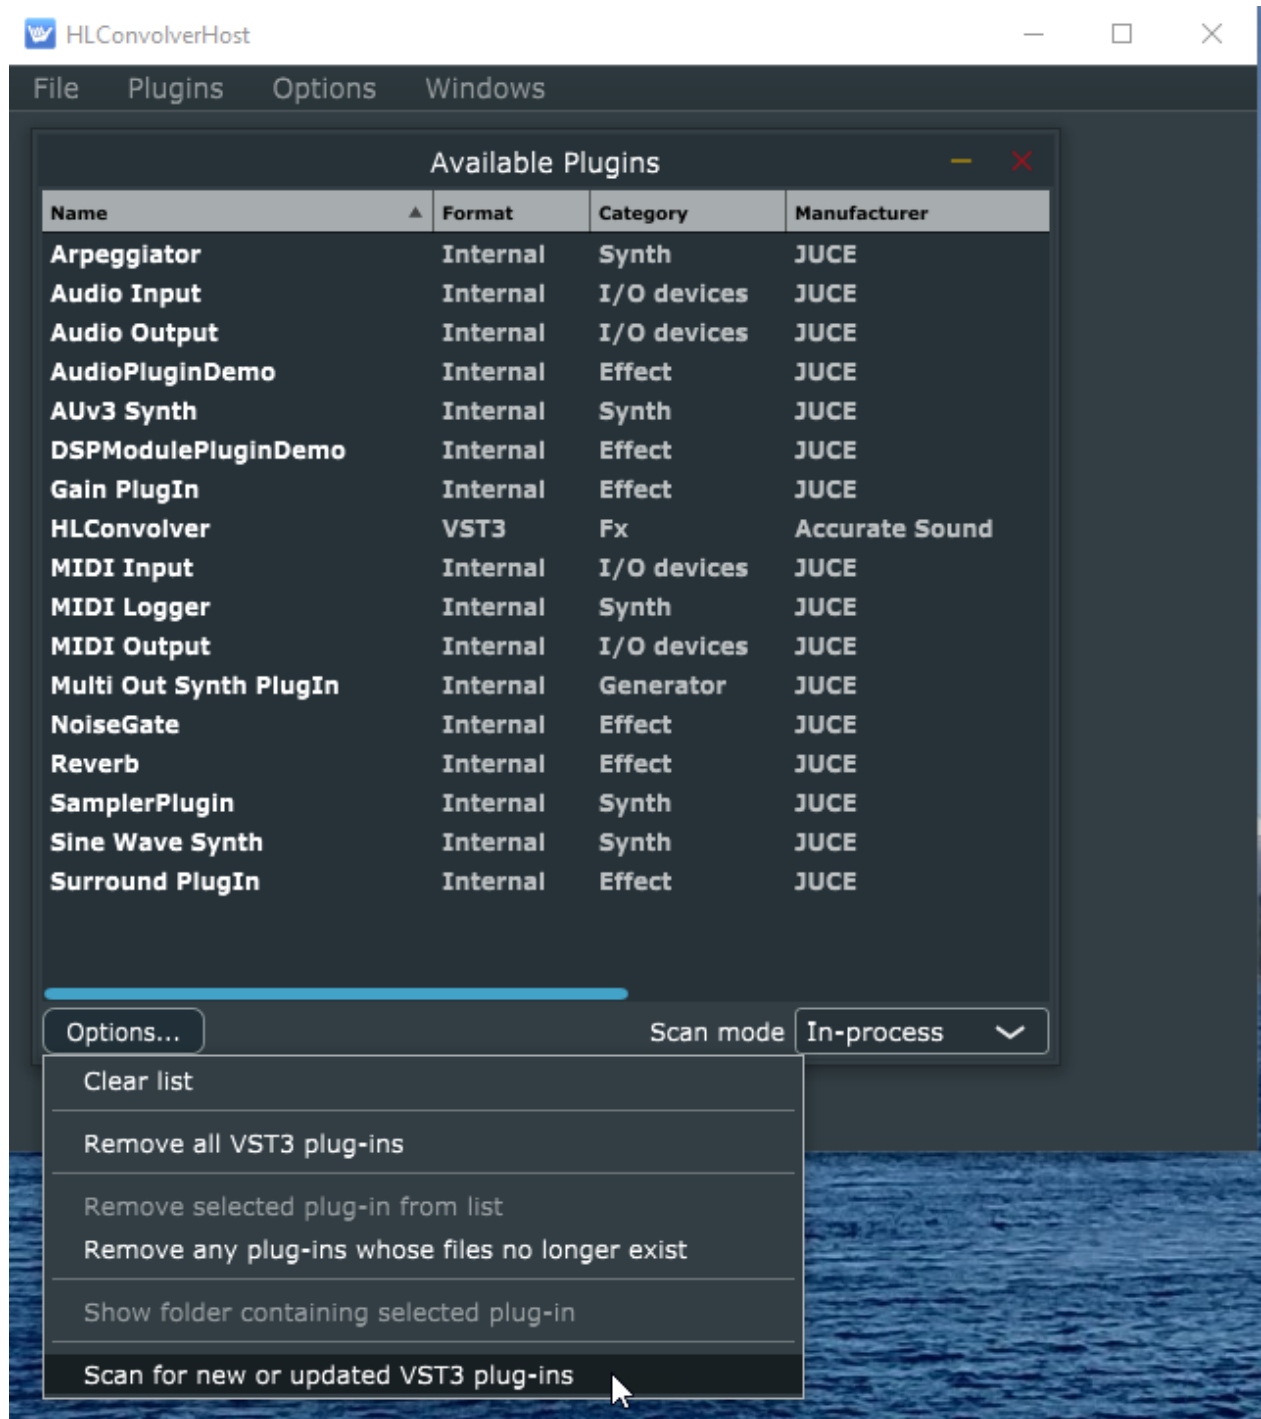 HLConvolverHost
File Plugins Options Windows
Available Plugins
Name Format Category Manufacturer
Arpeggiator Internal Synth JUCE
Audio Input Internal I/O devices JUCE
Audio Output Internal I/O devices JUCE
AudioPluginDemo Internal Effect JUCE
AUv3 Synth Internal Synth JUCE
DSPModulePluginDemo Internal Effect JUCE
Gain PlugIn Internal Effect JUCE
HLConvolver VST3 Fx Accurate Sound
MIDI Input Internal I/O devices JUCE
MIDI Logger Internal Synth JUCE
MIDI Output Internal I/O devices JUCE
Multi Out Synth PlugIn Internal Generator JUCE
NoiseGate Internal Effect JUCE
Reverb Internal Effect JUCE
SamplerPlugin Internal Synth JUCE
Sine Wave Synth Internal Synth JUCE
Surround PlugIn Internal Effect JUCE
Options... Scan mode In-process
Clear list
Remove all VST3 plug-ins
Remove selected plug-in from list
Remove any plug-ins whose files no longer exist
Show folder containing selected plug-in
Scan for new or updated VST3 plug-ins